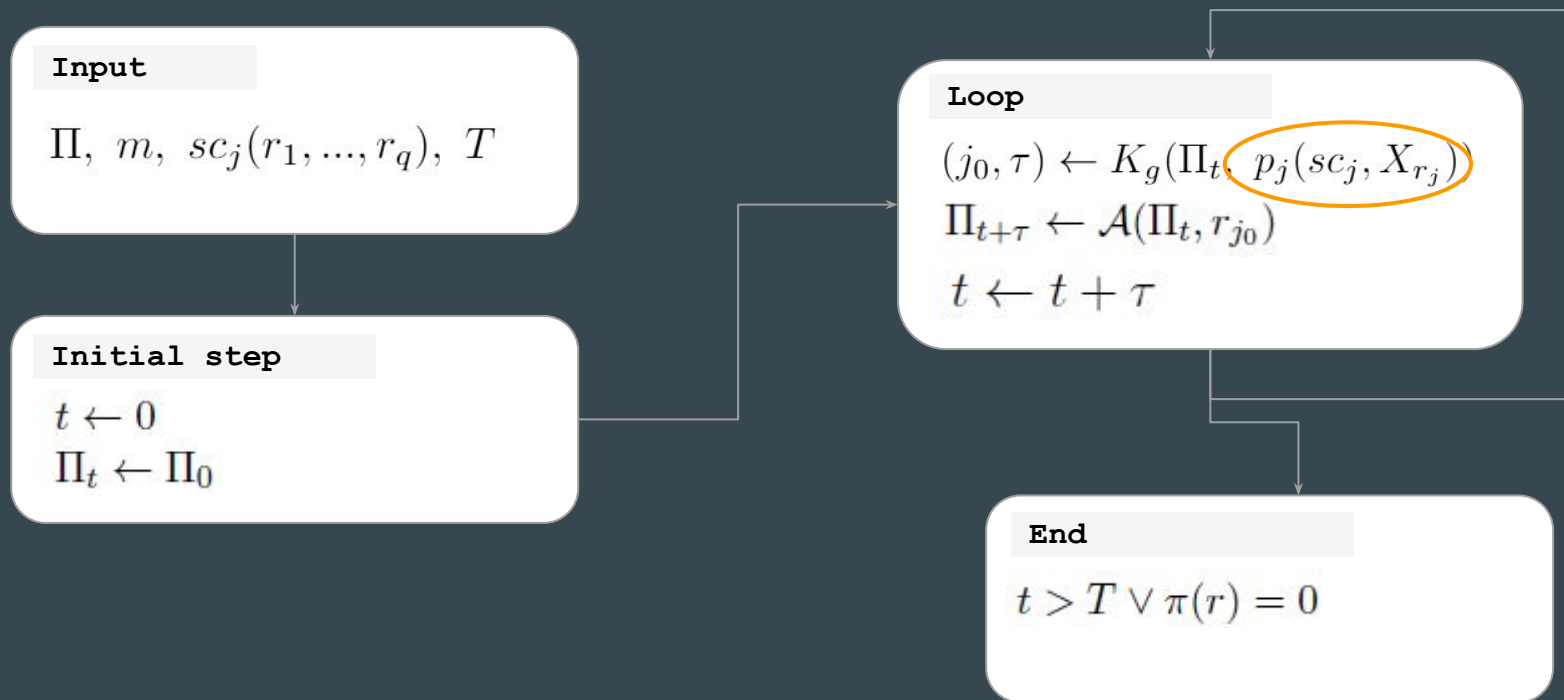 Input
Π, m, sc_j(r_1, ..., r_q), T
Initial step
t ← 0
Π_t ← Π_0
Loop
(j_0, τ) ← K_g(Π_t, p_j(sc_j, X_{r_j}))
Π_{t+τ} ← 𝒜(Π_t, r_{j_0})
t ← t + τ
End
t > T ∨ π(r) = 0